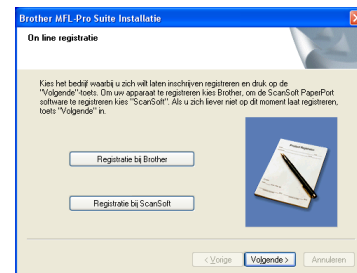 Brother MFL-Pro Suite Installatie
On line registratie
Kies het bedrijf waarbij u zich wilt laten inschrijven registreren en druk op de
"Volgende"-toets. Om uw apparaat te registreren kies Brother, om de ScanSoft PaperPort
software te registreren kies "ScanSoft". Als u zich liever niet op dit moment laat registreren,
toets "Volgende" in.
Registratie bij Brother
Registratie bij ScanSoft
< Vorige
Volgende >
Annuleren